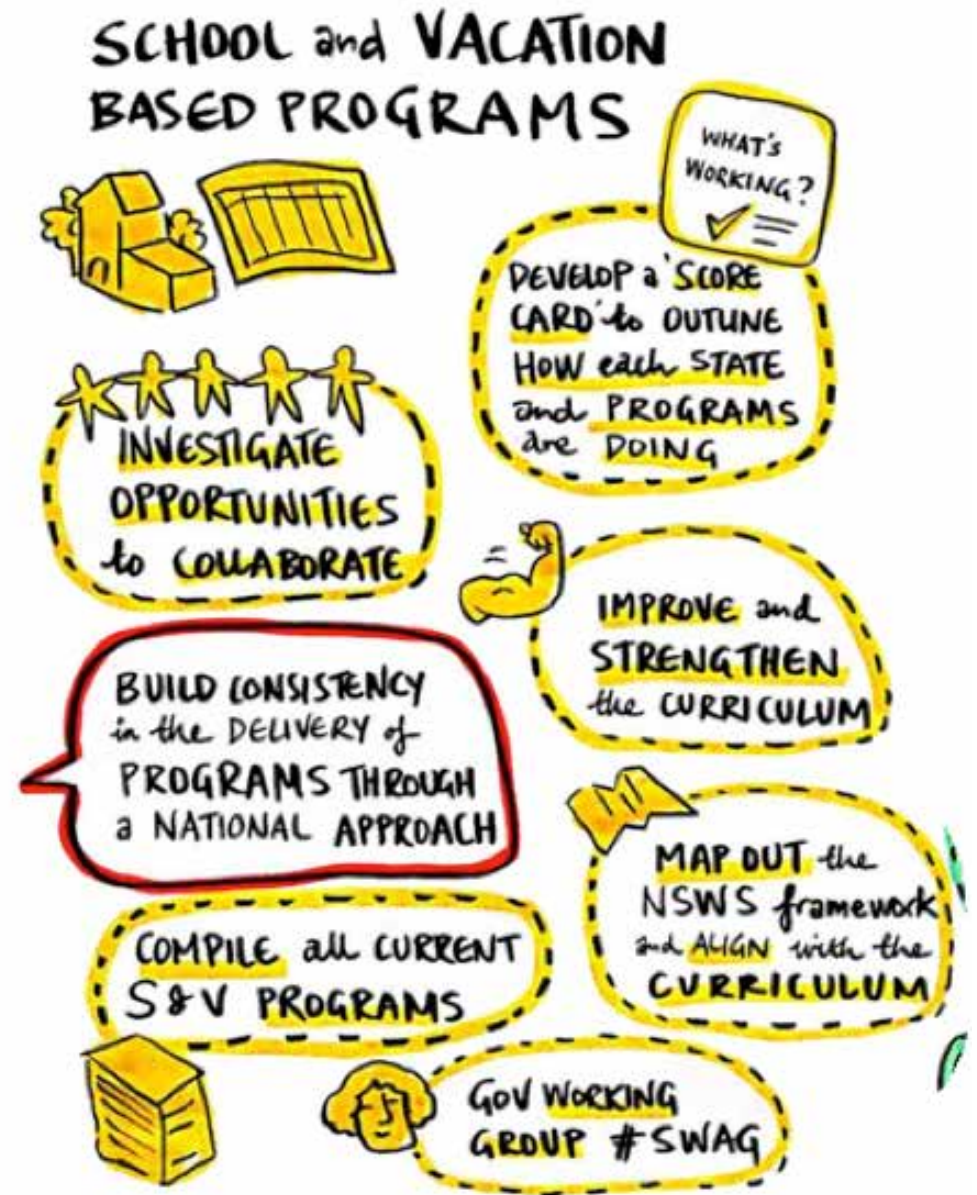 SCHOOL and VACATION
BASED PROGRAMS
WHAT'S
WORKING?
DEVELOP a 'SCORE
CARD' to OUTLINE
HOW each STATE
and PROGRAMS
are DOING
INVESTIGATE
OPPORTUNITIES
to COLLABORATE
IMPROVE and
STRENGTHEN
the CURRICULUM
BUILD CONSISTENCY
in the DELIVERY of
PROGRAMS THROUGH
a NATIONAL APPROACH
MAP OUT the
NSWS framework
and ALIGN with the
CURRICULUM
COMPILE all CURRENT
S & V PROGRAMS
GOV WORKING
GROUP #SWAG